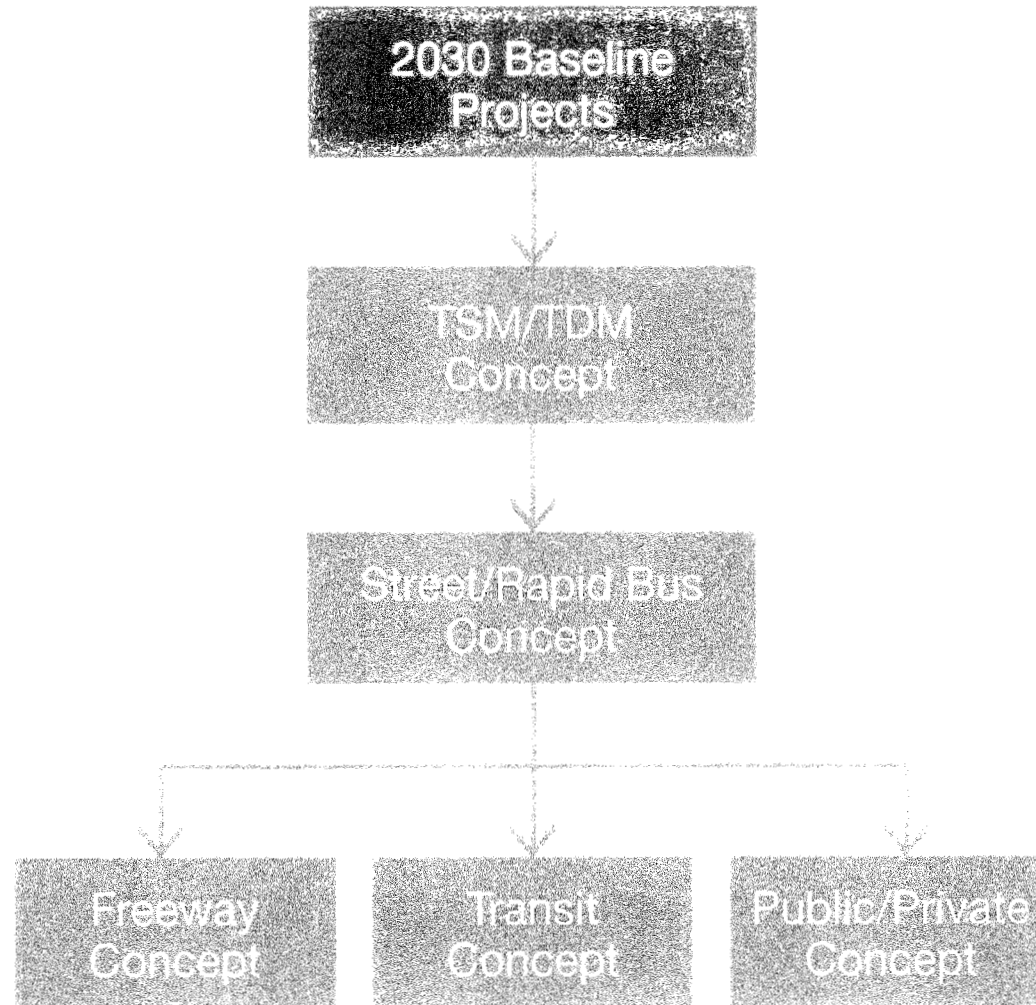 2030 Baseline
Projects
TSM/TDM
Concept
Street/Rapid Bus
Concept
Freeway
Concept
Transit
Concept
Public/Private
Concept